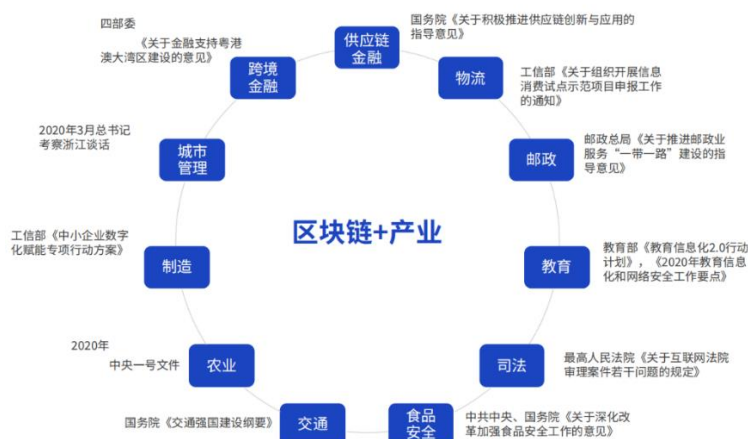 四部委
《关于金融支持粤港
澳大湾区建设的意见》
跨境
金融
供应链
金融
国务院《关于积极推进供应链创新与应用的
指导意见》
物流
工信部《关于组织开展信息
消费试点示范项目申报工作
的通知》
2020年3月总书记
考察浙江谈话
城市
管理
邮政
邮政总局《关于推进邮政业
服务“一带一路”建设的指
导意见》
区块链+产业
工信部《中小企业数字
化赋能专项行动方案》
制造
教育
教育部《教育信息化2.0行动
计划》，《2020年教育信息
化和网络安全工作要点》
2020年
中央一号文件
农业
司法
最高人民法院《关于互联网法院
审理案件若干问题的规定》
国务院《交通强国建设纲要》
交通
食品
安全
中共中央、国务院《关于深化改
革加强食品安全工作的意见》